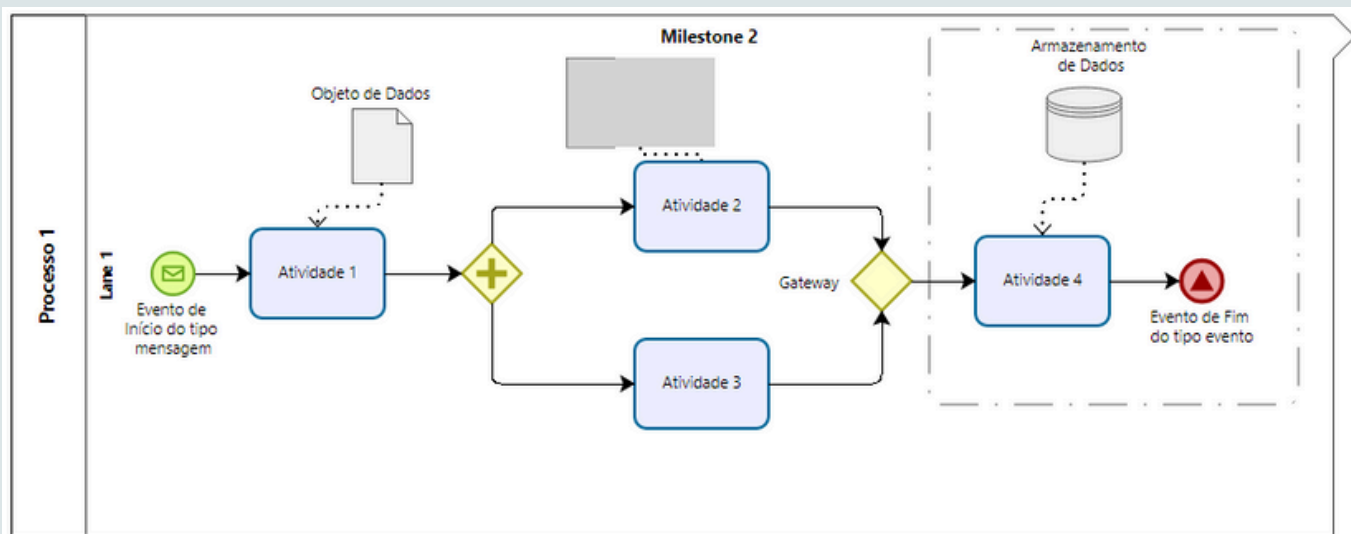 Processo 1
Lane 1
Milestone 2
Objeto de Dados
Armazenamento
de Dados
Evento de
Início do tipo
mensagem
Atividade 1
Atividade 2
Atividade 3
Gateway
Atividade 4
Evento de Fim
do tipo evento